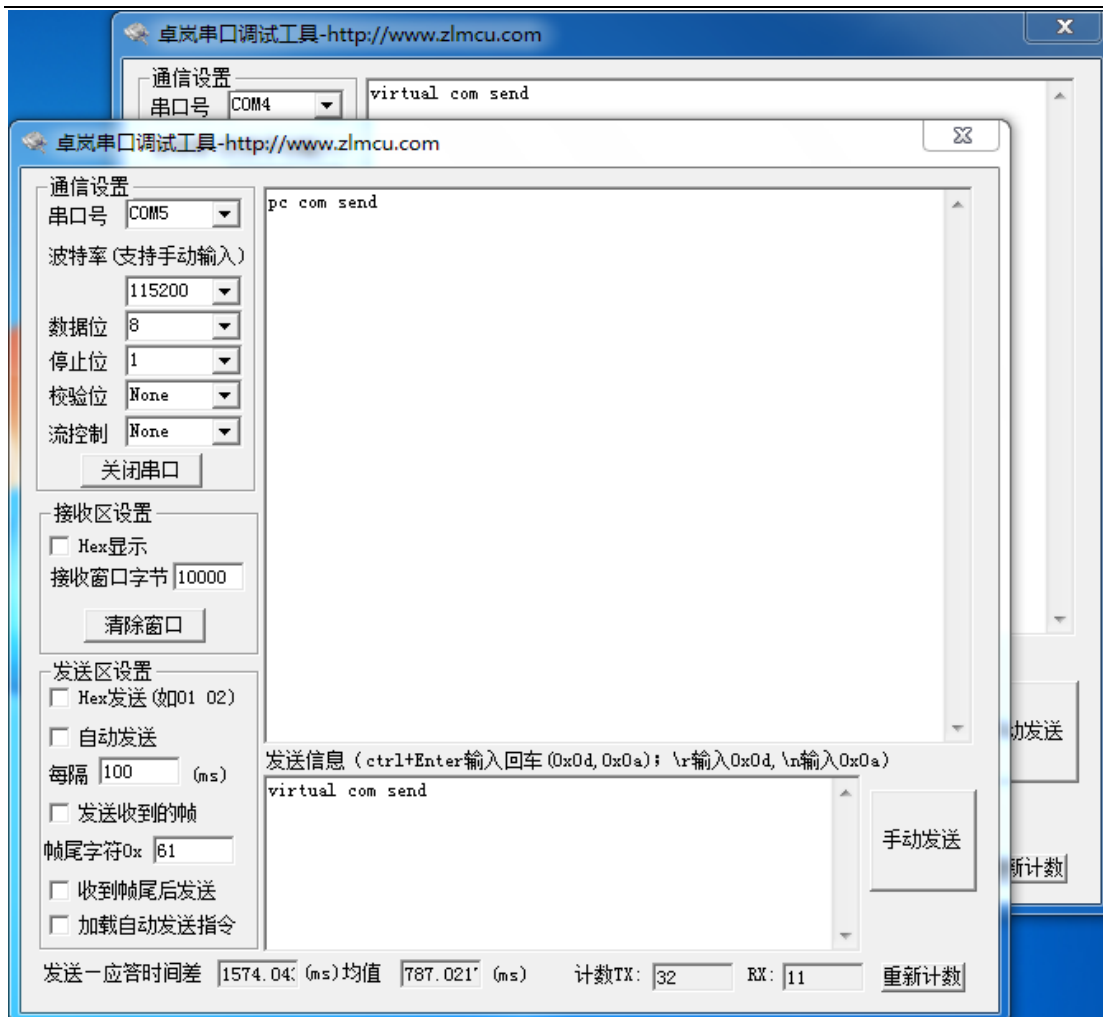 卓岚串口调试工具-http://www.zlmcu.com
通信设置
串口号 COM4
virtual com send
卓岚串口调试工具-http://www.zlmcu.com
通信设置
串口号 COM5
波特率(支持手动输入)
115200
数据位 8
停止位 1
校验位 None
流控制 None
关闭串口
pc com send
接收区设置
Hex显示
接收窗口字节 10000
清除窗口
发送区设置
Hex发送(如01 02)
自动发送
每隔 100 (ms)
发送收到的帧
帧尾字符0x 61
收到帧尾后发送
加载自动发送指令
发送信息（ctrl+Enter输入回车(0x0d,0x0a)；\r输入0x0d,\n输入0x0a）
virtual com send
手动发送
动发送
新计数
发送一应答时间差 1574.04 (ms)均值 787.021 (ms) 计数TX: 32 RX: 11 重新计数